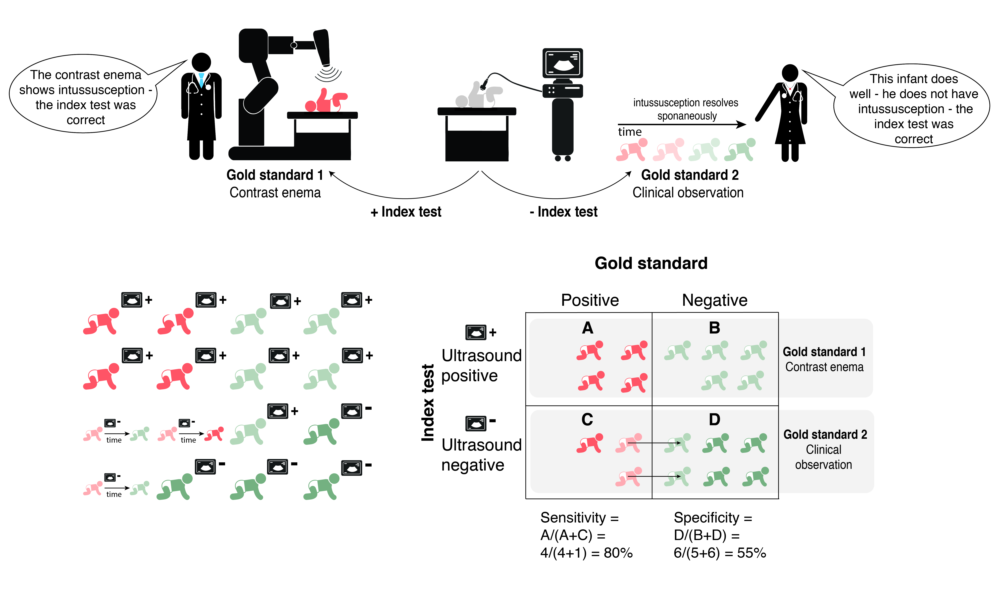 The contrast enema
shows intussusception -
the index test was
correct
intussusception resolves
sponaneously
time
This infant does
well - he does not have
intussusception - the
index test was
correct
Gold standard 1
Contrast enema
Gold standard 2
Clinical observation
+ Index test
- Index test
+
+
+
+
+
+
+
+
-
time
-
time
+
-
-
time
-
-
-
Gold standard
Positive
Negative
Index test
+
Ultrasound
positive
A
B
Gold standard 1
Contrast enema
-
Ultrasound
negative
C
D
Gold standard 2
Clinical
observation
Sensitivity =
A/(A+C) =
4/(4+1) = 80%
Specificity =
D/(B+D) =
6/(5+6) = 55%